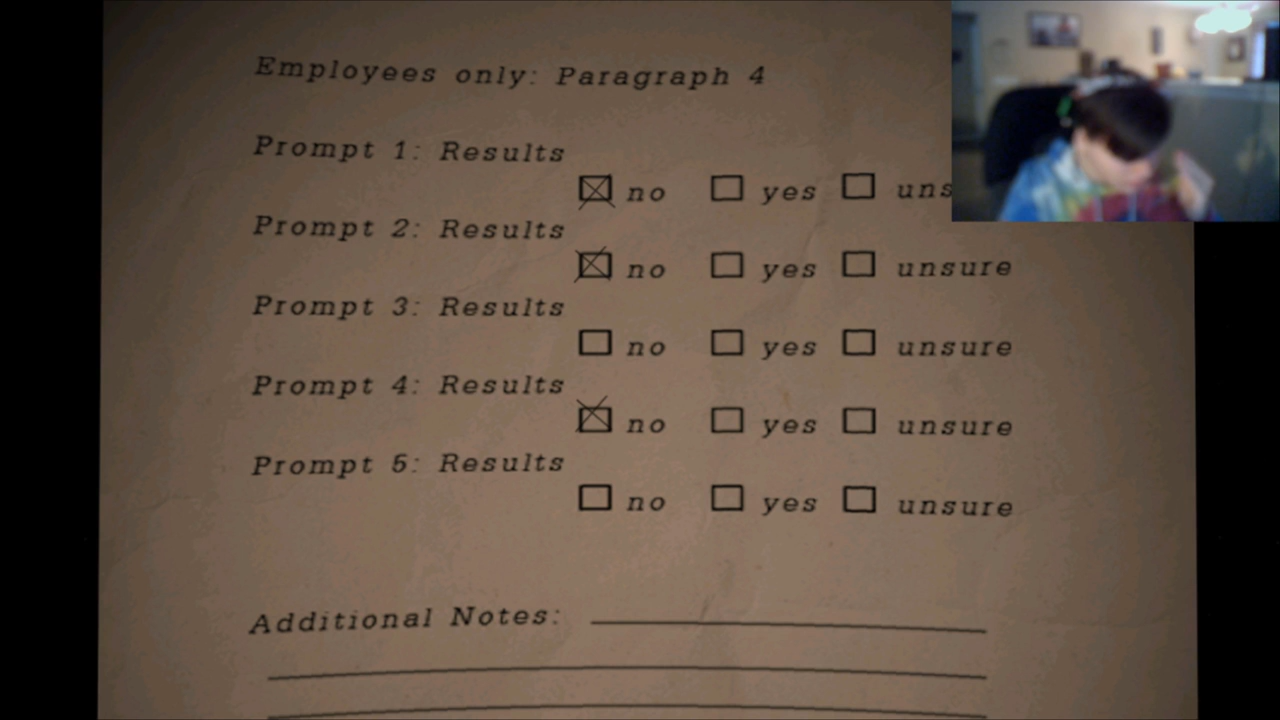 Employees only: Paragraph 4
Prompt 1: Results
no yes
Prompt 2: Results
no yes unsure
Prompt 3: Results
no yes unsure
Prompt 4: Results
no yes unsure
Prompt 5: Results
no yes unsure
Additional Notes: